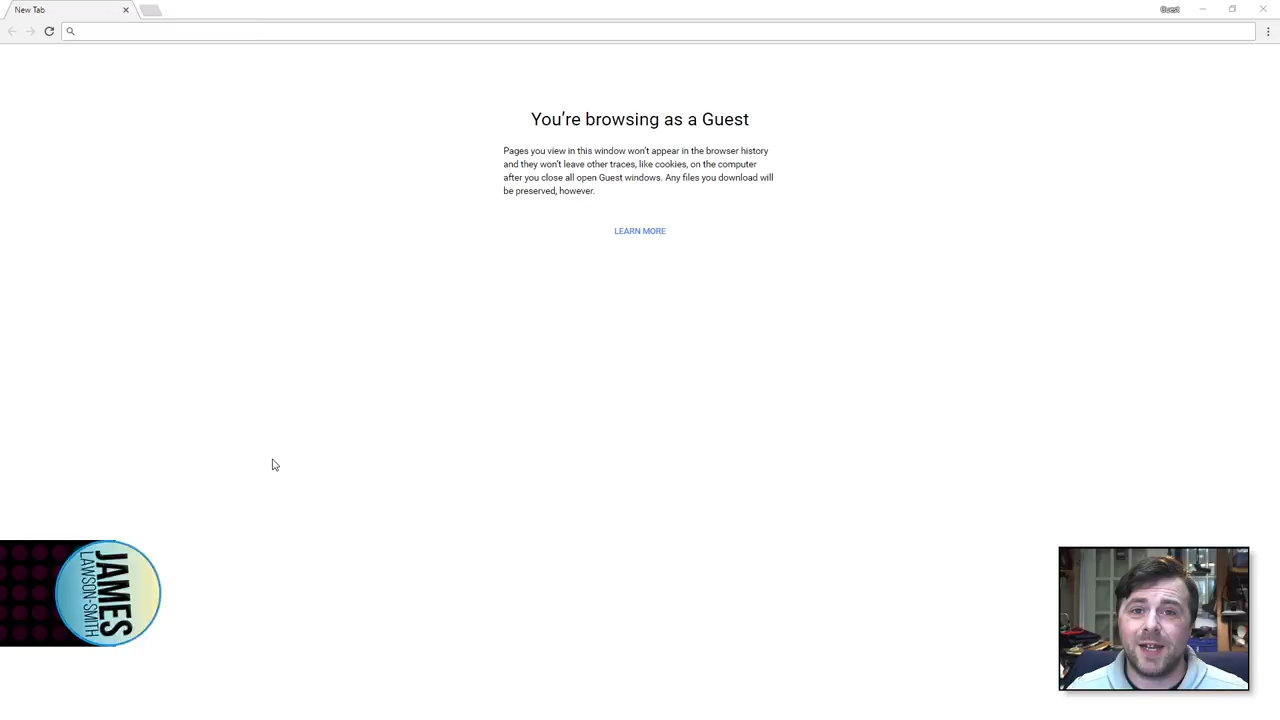 New Tab
Guest
You're browsing as a Guest
Pages you view in this window won't appear in the browser history
and they won't leave other traces, like cookies, on the computer
after you close all open Guest windows. Any files you download will
be preserved, however.
LEARN MORE
JAMES
LAWSON-SMITH